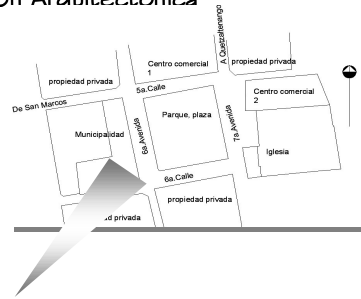 ón Arquitectónica
A Quetzaltenango
Centro comercial
1
propiedad privada
propiedad privada
5a.Calle
Centro comercial
2
De San Marcos
Parque, plaza
Municipalidad
6a.Avenida
7a.Avenida
Iglesia
6a.Calle
propiedad privada
ad privada